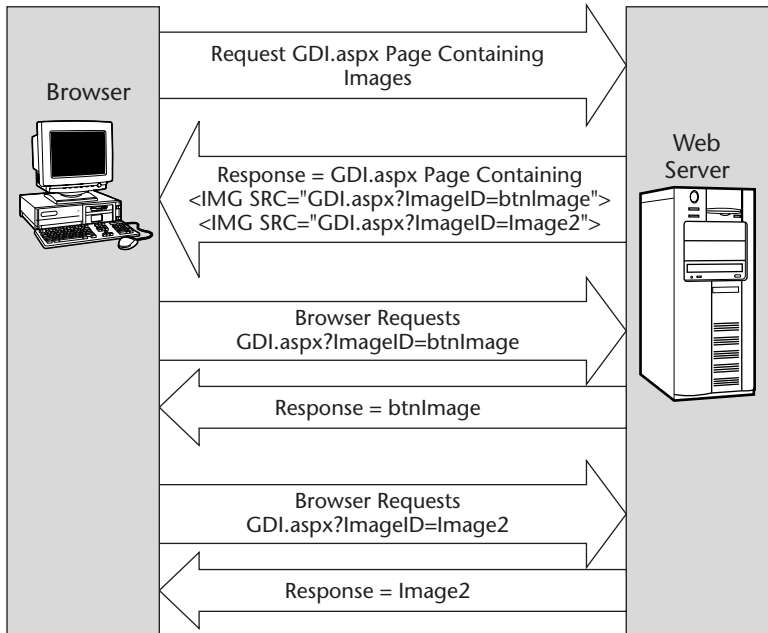 Request GDI.aspx Page Containing
Images
Browser
Web
Server
Response = GDI.aspx Page Containing
<IMG SRC="GDI.aspx?ImageID=btnImage">
<IMG SRC="GDI.aspx?ImageID=Image2">
Browser Requests
GDI.aspx?ImageID=btnImage
Response = btnImage
Browser Requests
GDI.aspx?ImageID=Image2
Response = Image2